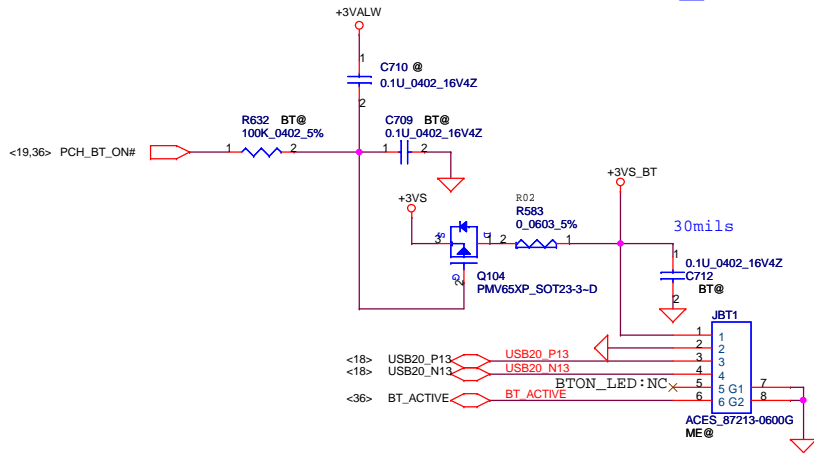 +3VALW
1
C710 @
0.1U_0402_16V4Z
2
R632 BT@
100K_0402_5%
C709 BT@
0.1U_0402_16V4Z
<19,36> PCH_BT_ON#
1 2
1 2
+3VS
+3VS_BT
R02
R583
0_0603_5%
30mils
3 S D 1 2 1
G 2
Q104
PMV65XP_SOT23-3~D
1
0.1U_0402_16V4Z
C712
BT@
2
JBT1
1 1
2 2
<18> USB20_P13 USB20_P13 3 3
<18> USB20_N13 USB20_N13 4 4
BTON_LED:NC 5 5 G1 7
<36> BT_ACTIVE BT_ACTIVE 6 6 G2 8
ACES_87213-0600G
ME@